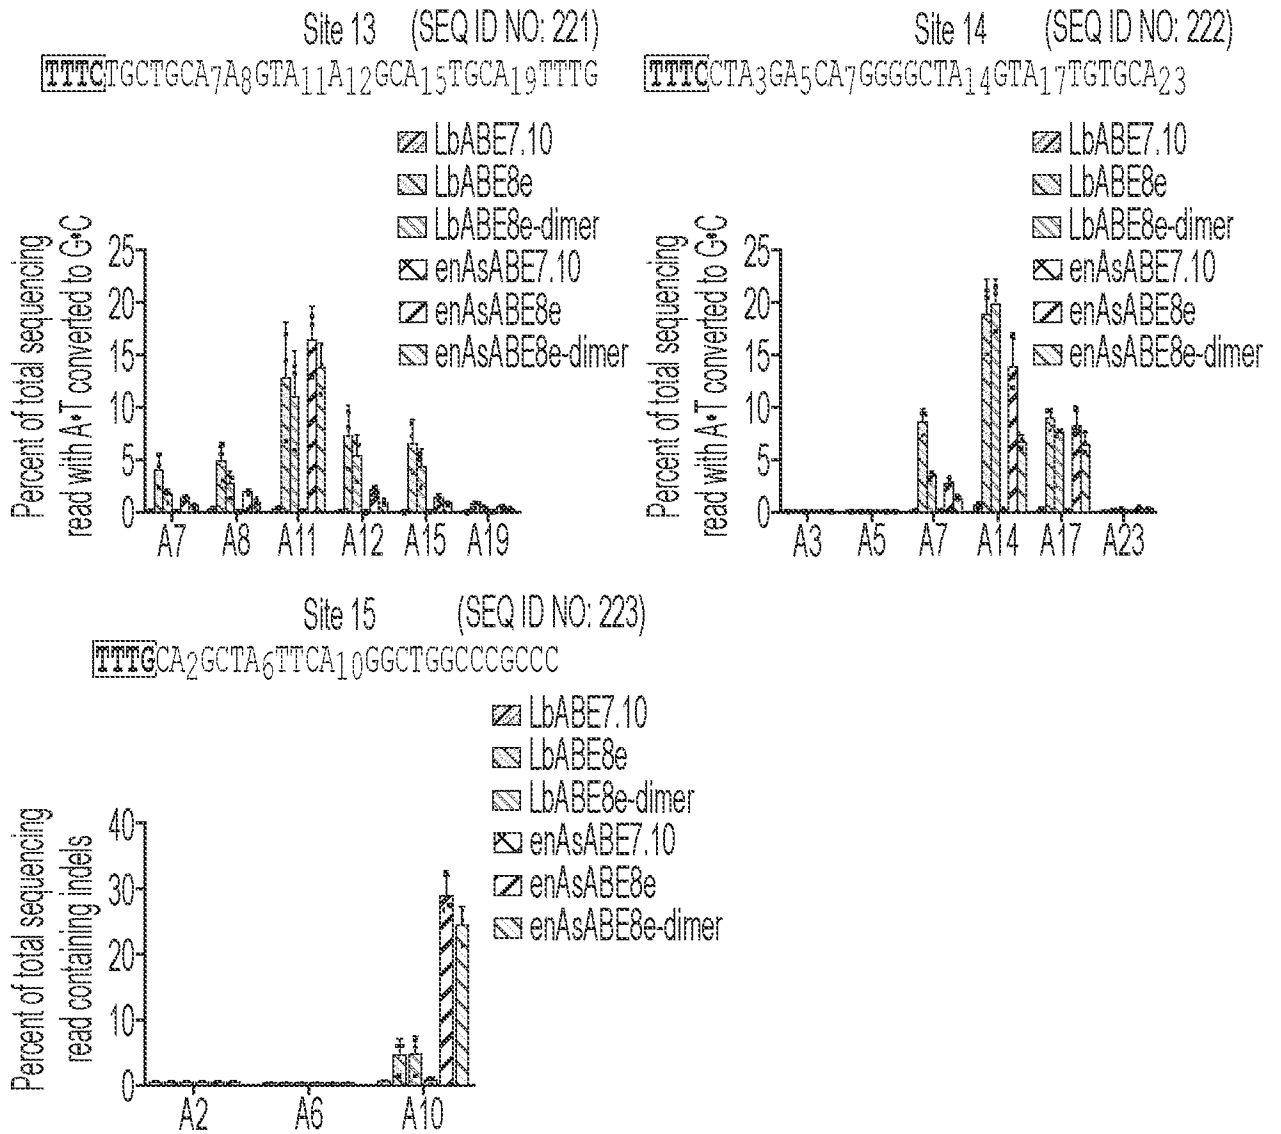 Site 13 (SEQ ID NO: 221)
TTTCTGCTGCA7A8GTA11A12GCA15TGCA19TTTG
LbABE7.10
LbABE8e
LbABE8e-dimer
enAsABE7.10
enAsABE8e
enAsABE8e-dimer
Percent of total sequencing
read with A•T converted to G•C
25
20
15
10
5
0
A7 A8 A11 A12 A15 A19
Site 14 (SEQ ID NO: 222)
TTTCCTA3GA5CA7GGGGCTA14GTA17TGTGCA23
LbABE7.10
LbABE8e
LbABE8e-dimer
enAsABE7.10
enAsABE8e
enAsABE8e-dimer
Percent of total sequencing
read with A•T converted to G•C
25
20
15
10
5
0
A3 A5 A7 A14 A17 A23
Site 15 (SEQ ID NO: 223)
TTTGCA2GCTA6TTCA10GGCTGGCCCGCCC
LbABE7.10
LbABE8e
LbABE8e-dimer
enAsABE7.10
enAsABE8e
enAsABE8e-dimer
Percent of total sequencing
read containing indels
40
30
20
10
0
A2 A6 A10